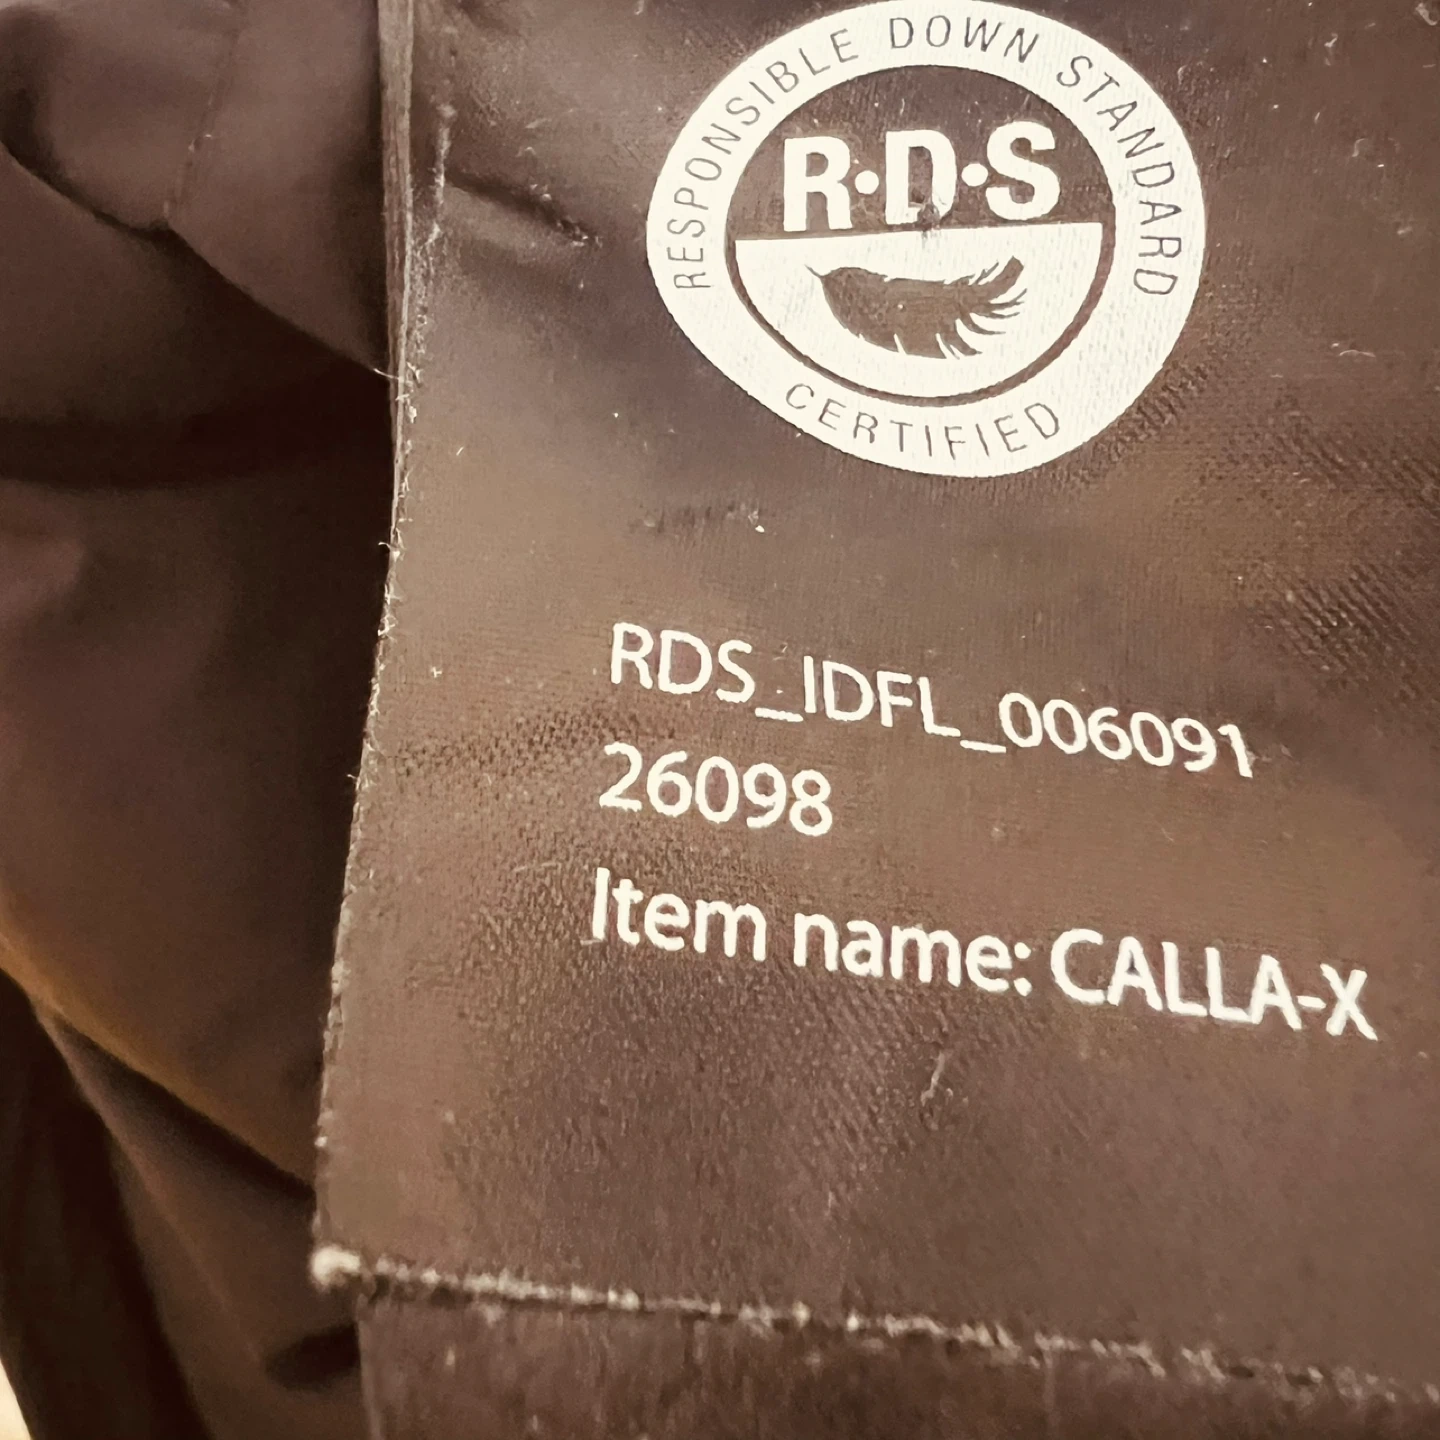 RESPONSIBLE DOWN STANDARD
R•D•S
CERTIFIED
RDS_IDFL_006091
26098
Item name: CALLA-X